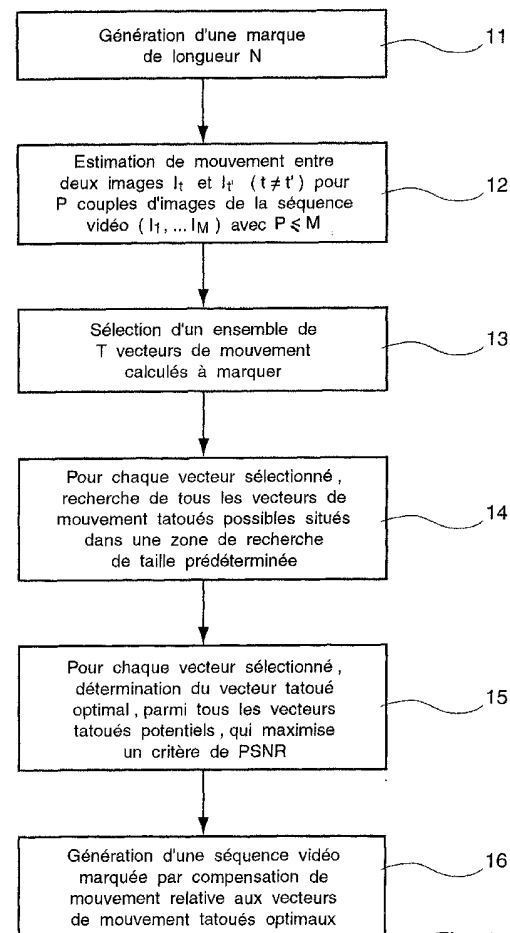 Génération d'une marque
de longueur N
11
Estimation de mouvement entre
deux images It et It' (t ≠ t') pour
P couples d'images de la séquence
vidéo (I1, ... IM) avec P ⩽ M
12
Sélection d'un ensemble de
T vecteurs de mouvement
calculés à marquer
13
Pour chaque vecteur sélectionné,
recherche de tous les vecteurs de
mouvement tatoués possibles situés
dans une zone de recherche
de taille prédéterminée
14
Pour chaque vecteur sélectionné,
détermination du vecteur tatoué
optimal, parmi tous les vecteurs
tatoués potentiels, qui maximise
un critère de PSNR
15
Génération d'une séquence vidéo
marquée par compensation de
mouvement relative aux vecteurs
de mouvement tatoués optimaux
16